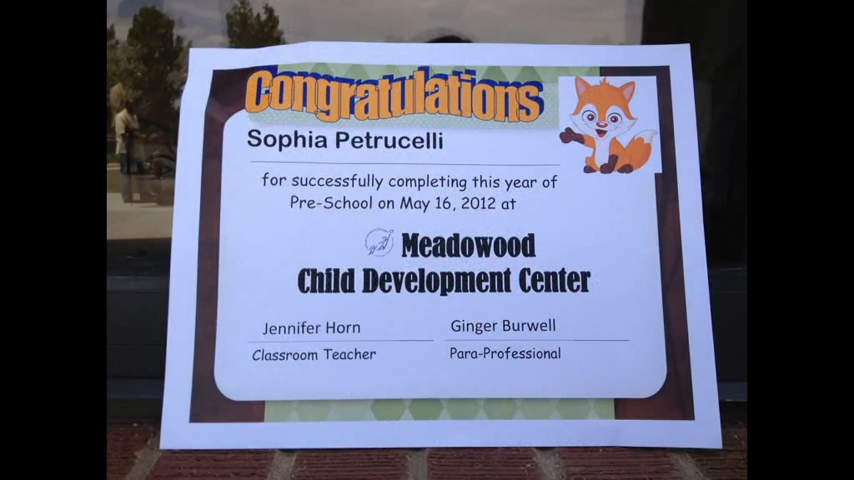 Congratulations
Sophia Petrucelli
for successfully completing this year of
Pre-School on May 16, 2012 at
Meadowood
Child Development Center
Jennifer Horn
Ginger Burwell
Classroom Teacher
Para-Professional